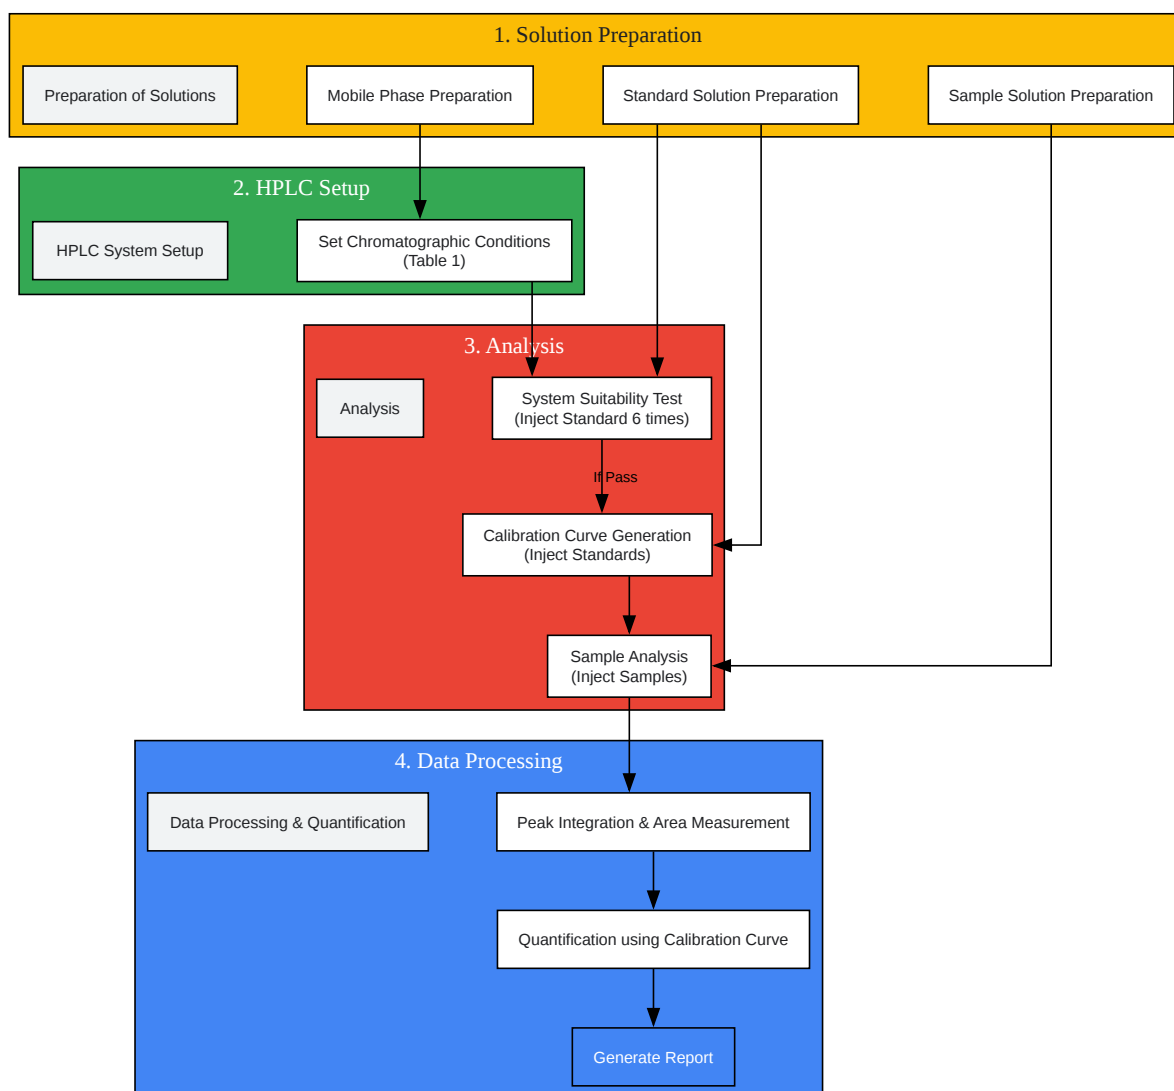 1. Solution Preparation
Preparation of Solutions
Mobile Phase Preparation
Standard Solution Preparation
Sample Solution Preparation
2. HPLC Setup
HPLC System Setup
Set Chromatographic Conditions
(Table 1)
3. Analysis
Analysis
System Suitability Test
(Inject Standard 6 times)
If Pass
Calibration Curve Generation
(Inject Standards)
Sample Analysis
(Inject Samples)
4. Data Processing
Data Processing & Quantification
Peak Integration & Area Measurement
Quantification using Calibration Curve
Generate Report